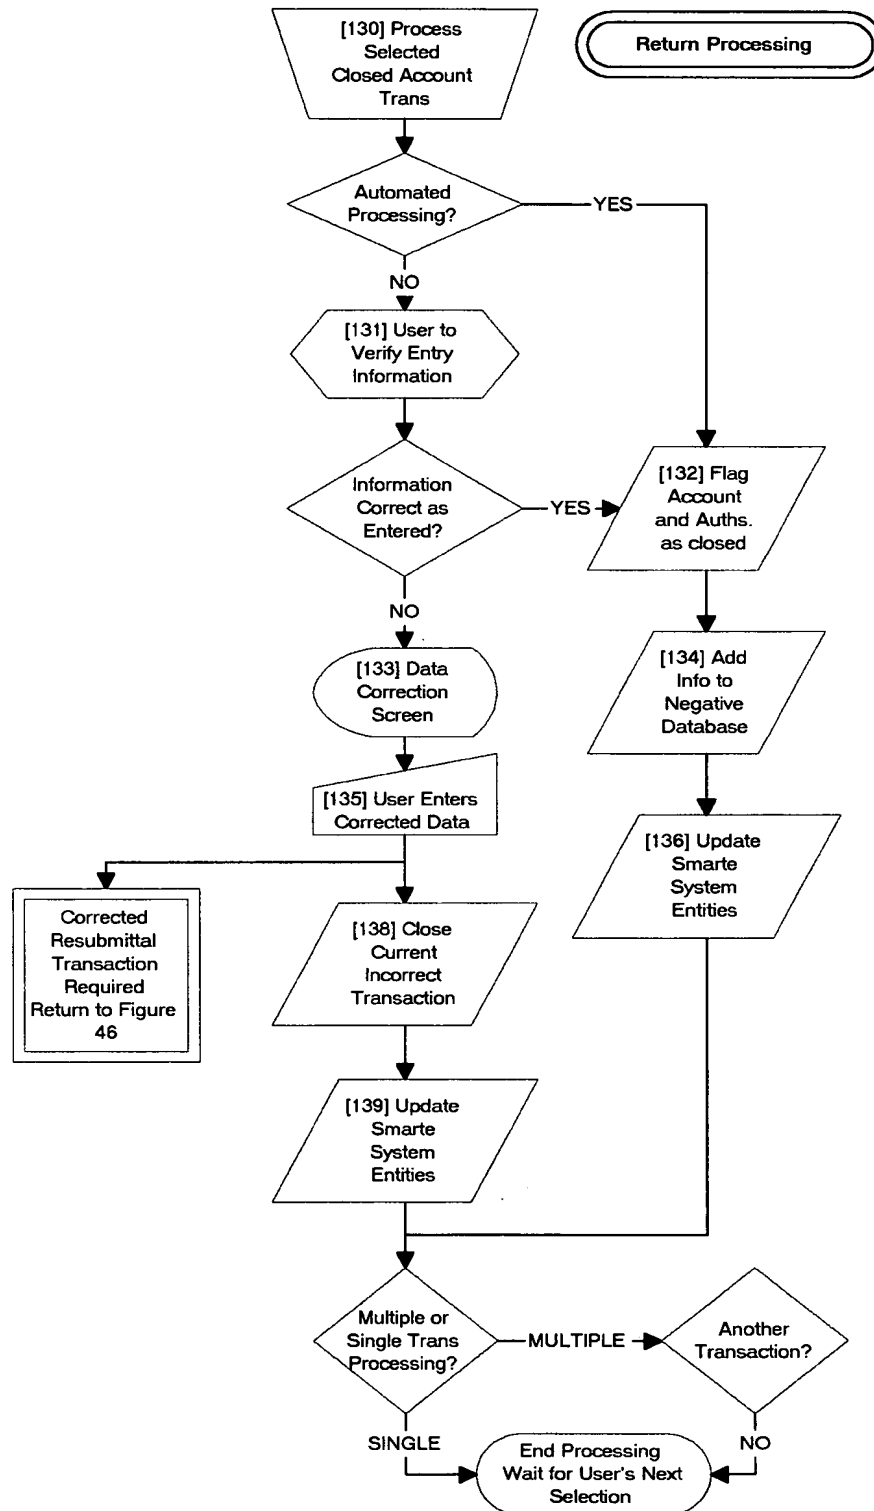 [130] Process
Selected
Closed Account
Trans
Return Processing
Automated
Processing?
YES
NO
[131] User to
Verify Entry
Information
Information
Correct as
Entered?
YES
[132] Flag
Account
and Auths.
as closed
NO
[133] Data
Correction
Screen
[134] Add
Info to
Negative
Database
[135] User Enters
Corrected Data
[136] Update
Smarte
System
Entities
Corrected
Resubmittal
Transaction
Required
Return to Figure
46
[138] Close
Current
Incorrect
Transaction
[139] Update
Smarte
System
Entities
Multiple or
Single Trans
Processing?
MULTIPLE
Another
Transaction?
SINGLE
NO
End Processing
Wait for User's Next
Selection